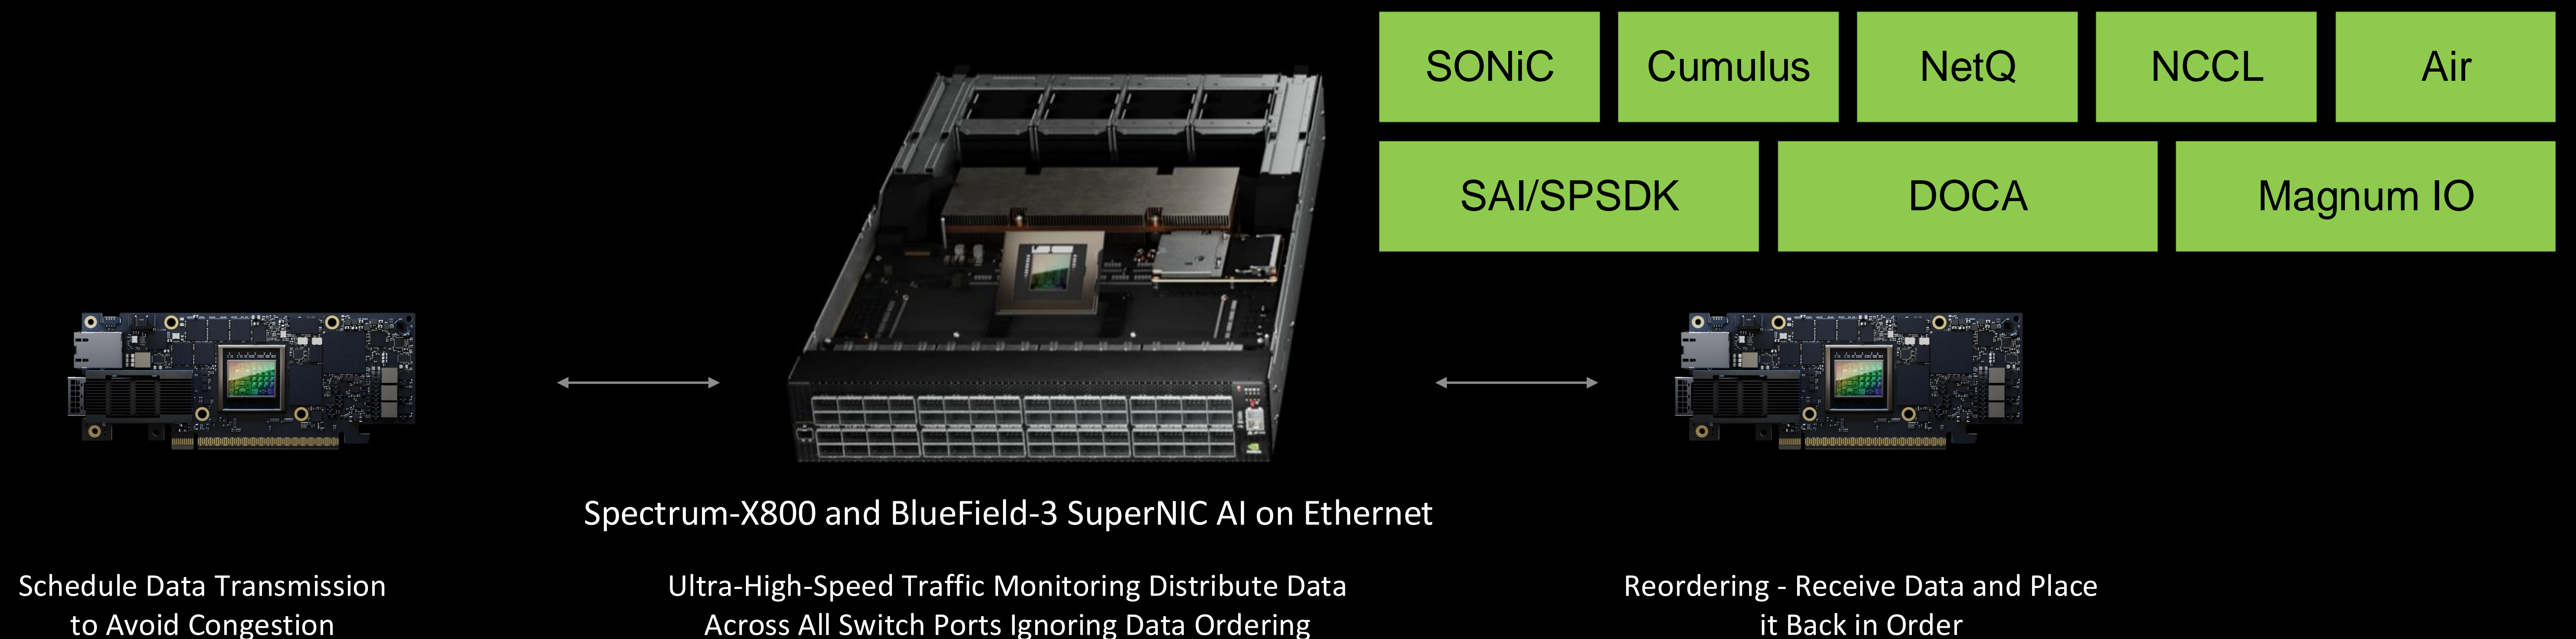 SONiC
Cumulus
NetQ
NCCL
Air
SAI/SPSDK
DOCA
Magnum IO
Spectrum-X800 and BlueField-3 SuperNIC AI on Ethernet
Schedule Data Transmission
to Avoid Congestion
Ultra-High-Speed Traffic Monitoring Distribute Data
Across All Switch Ports Ignoring Data Ordering
Reordering - Receive Data and Place
it Back in Order